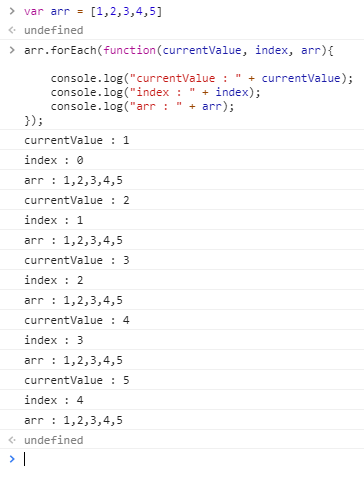 > var arr = [1,2,3,4,5]
<· undefined
> arr.forEach(function(currentValue, index, arr){
console.log("currentValue : " + currentValue);
console.log("index : " + index);
console.log("arr : " + arr);
});
currentValue : 1
index : 0
arr : 1,2,3,4,5
currentValue : 2
index : 1
arr : 1,2,3,4,5
currentValue : 3
index : 2
arr : 1,2,3,4,5
currentValue : 4
index : 3
arr : 1,2,3,4,5
currentValue : 5
index : 4
arr : 1,2,3,4,5
<· undefined
>